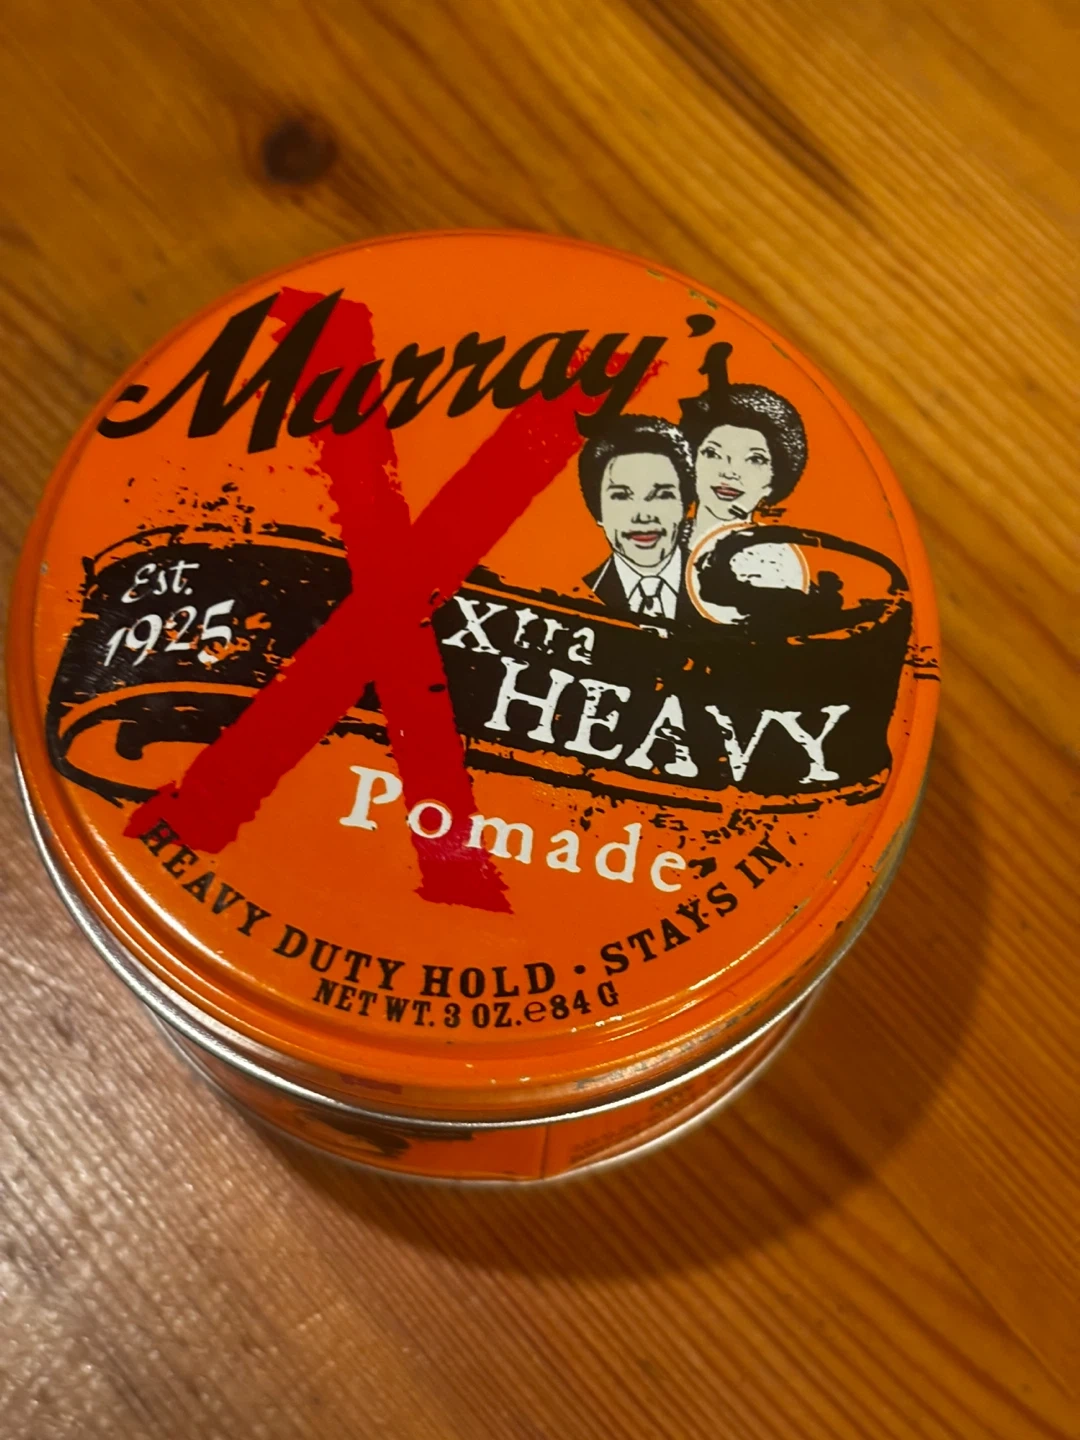 Murray's
Est.
1925
Xtra
HEAVY
Pomade
HEAVY DUTY HOLD · STAYS IN
NET WT. 3 OZ.℮84 G